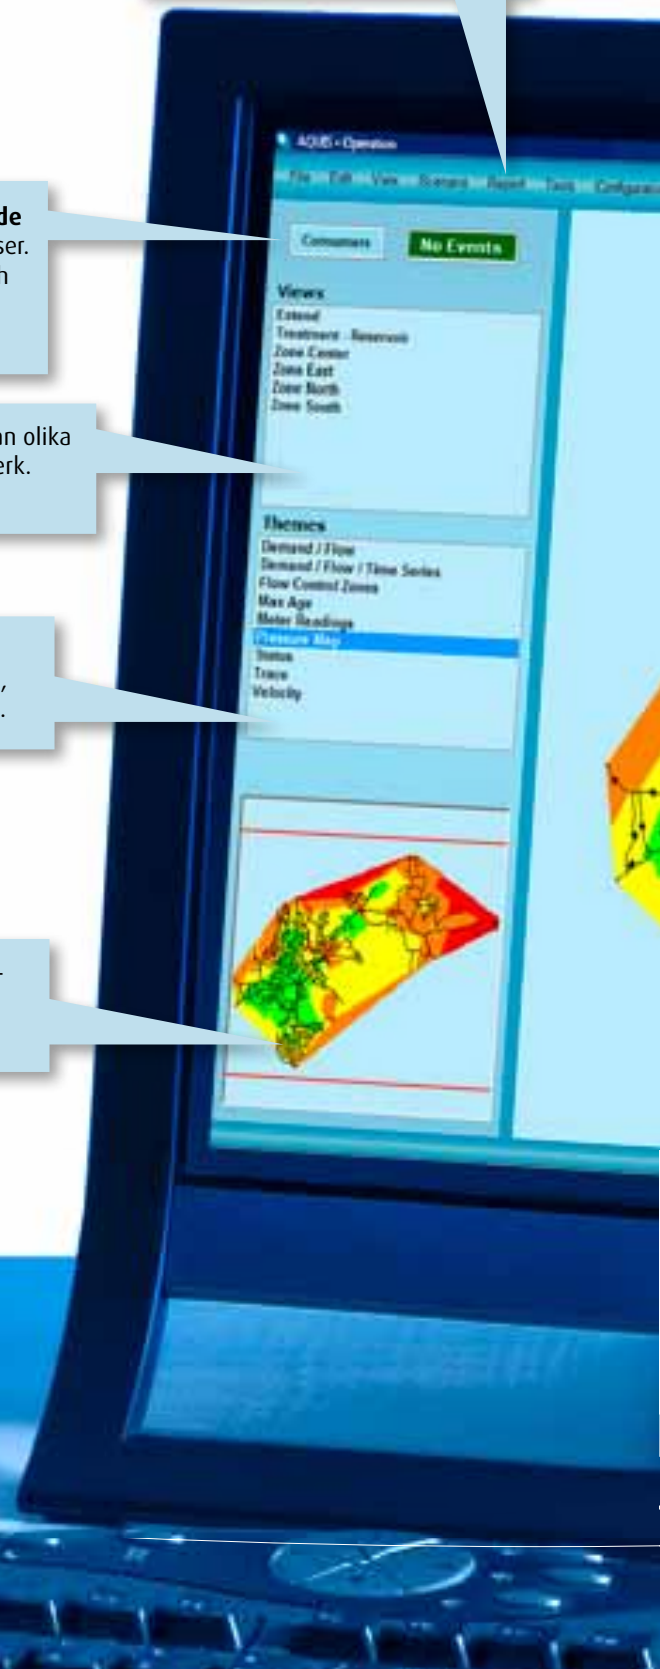 AQUIS - Operation
File Edit View Scenario Report Tools
de
ser.
h
Consumers No Events
Views
Extend
Treatment - Reservoir
Zone Center
Zone East
Zone North
Zone South
an olika
erk.
Themes
Demand / Flow
Demand / Flow / Time Series
Flow Control Zones
Max Age
Meter Readings
Pressure Map
Status
Trace
Velocity
,
.
-